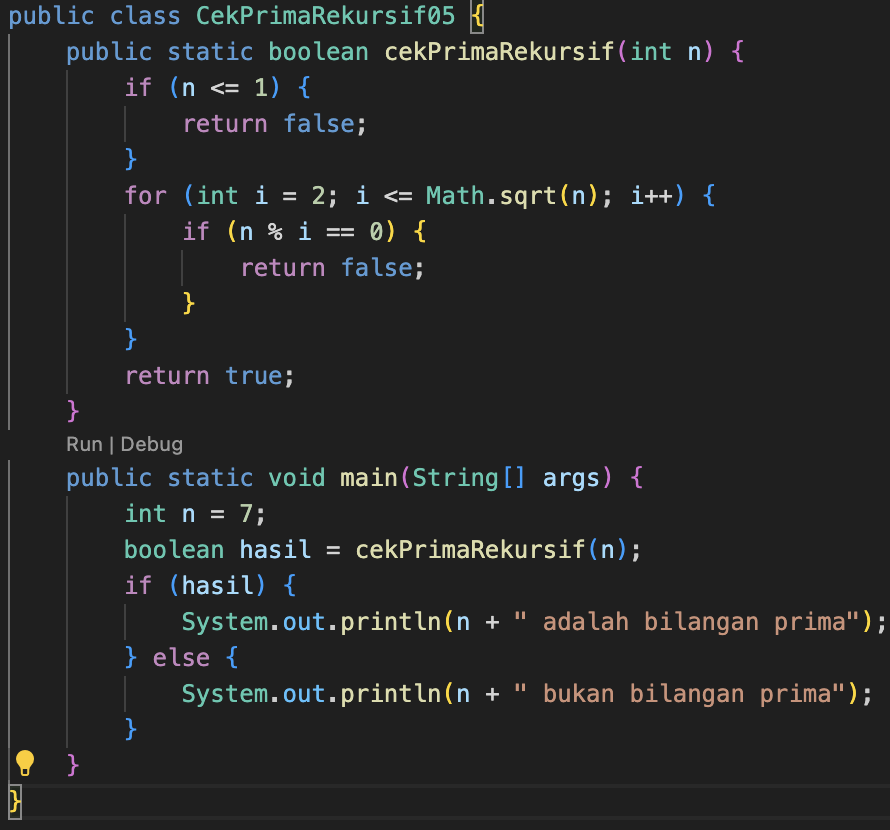 public class CekPrimaRekursif05 {
    public static boolean cekPrimaRekursif(int n) {
        if (n <= 1) {
            return false;
        }
        for (int i = 2; i <= Math.sqrt(n); i++) {
            if (n % i == 0) {
                return false;
            }
        }
        return true;
    }
    Run | Debug
    public static void main(String[] args) {
        int n = 7;
        boolean hasil = cekPrimaRekursif(n);
        if (hasil) {
            System.out.println(n + " adalah bilangan prima");
        } else {
            System.out.println(n + " bukan bilangan prima");
        }
    }
}